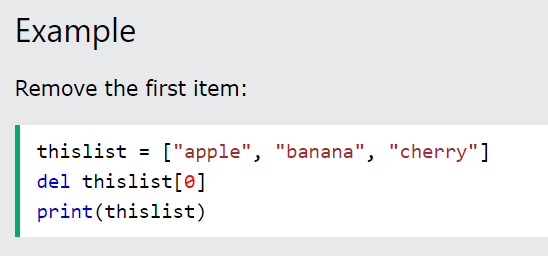 Example
Remove the first item:
thislist = ["apple", "banana", "cherry"]
del thislist[0]
print(thislist)